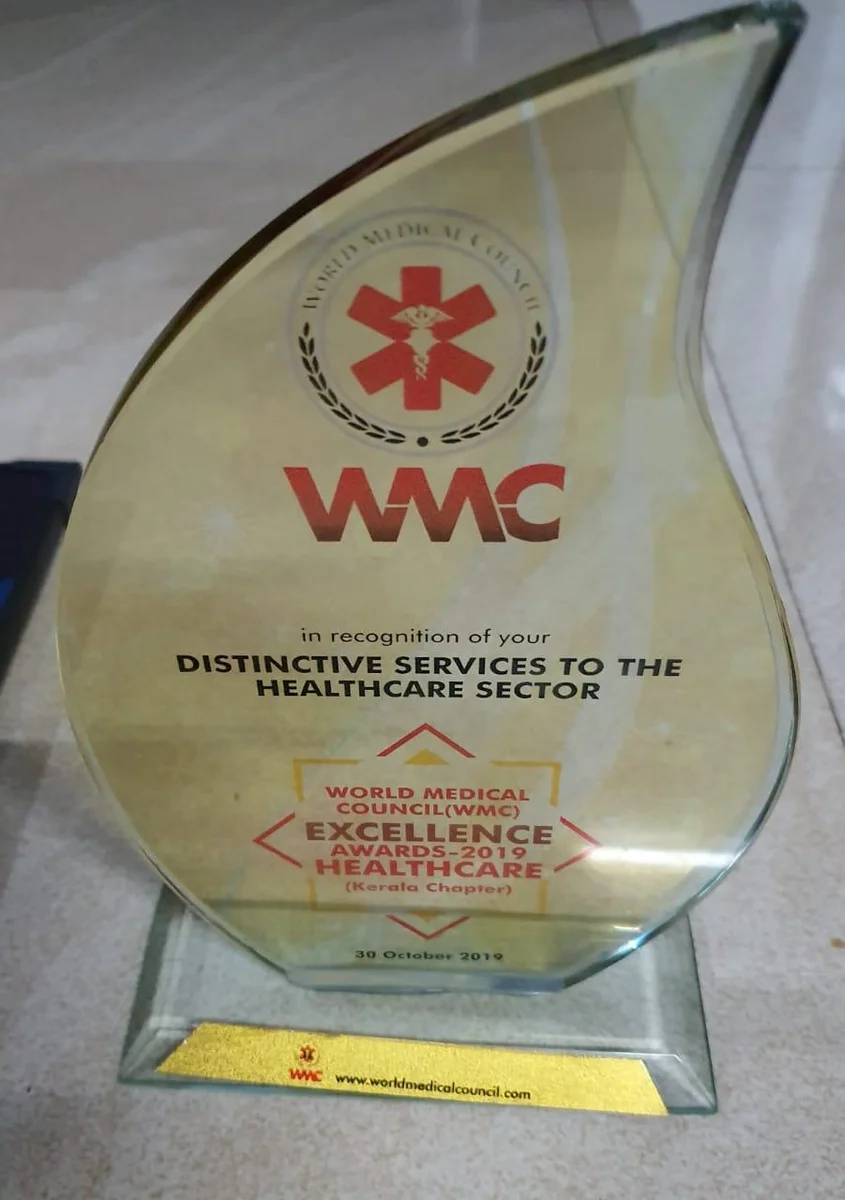 WORLD MEDICAL COUNCIL
WMC
in recognition of your
DISTINCTIVE SERVICES TO THE
HEALTHCARE SECTOR
WORLD MEDICAL
COUNCIL(WMC)
EXCELLENCE
AWARDS-2019
HEALTHCARE
(Kerala Chapter)
30 October 2019
WMC www.worldmedicalcouncil.com